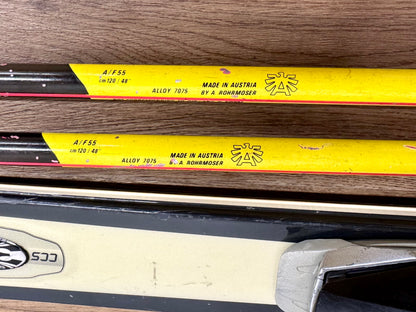 A/F55
cm 120 / 48"
ALLOY 7075
MADE IN AUSTRIA
BY A. ROHRMOSER
A
A/F55
cm 120 / 48"
ALLOY 7075
MADE IN AUSTRIA
BY A. ROHRMOSER
A
CCS